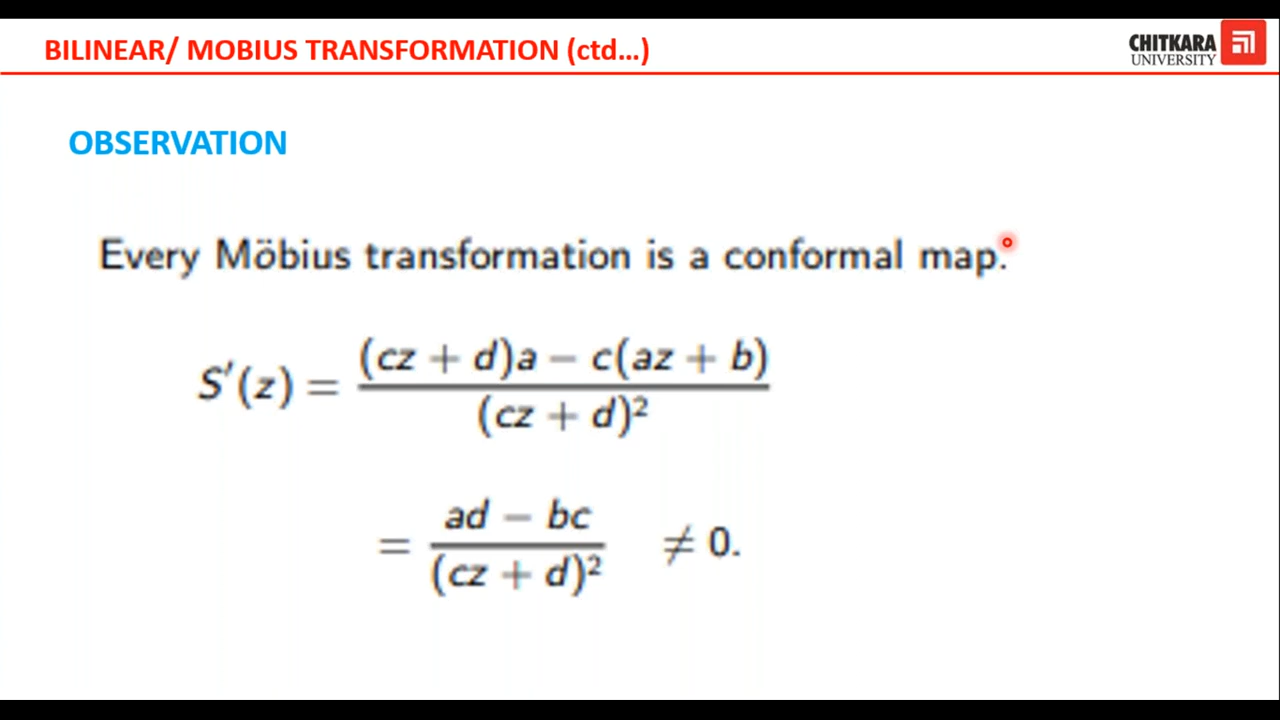 BILINEAR/ MOBIUS TRANSFORMATION (ctd...)
CHITKARA
UNIVERSITY
OBSERVATION
Every Möbius transformation is a conformal map.
S′(z) = (cz + d)a − c(az + b) / (cz + d)²
= ad − bc / (cz + d)² ≠ 0.